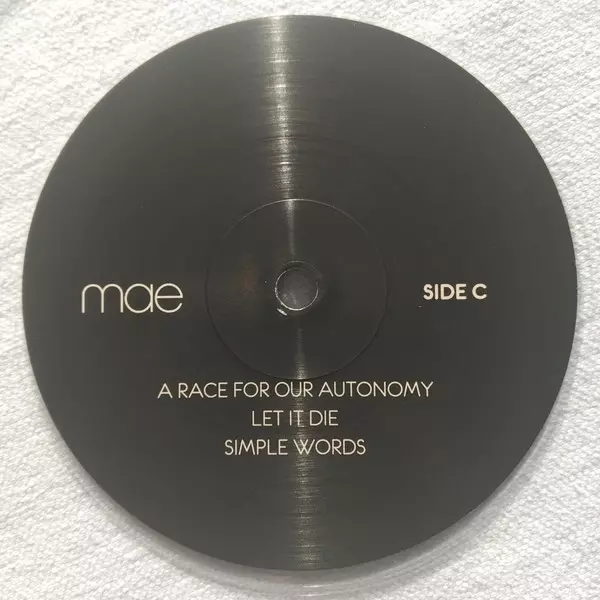 mae
SIDE C
A RACE FOR OUR AUTONOMY
LET IT DIE
SIMPLE WORDS